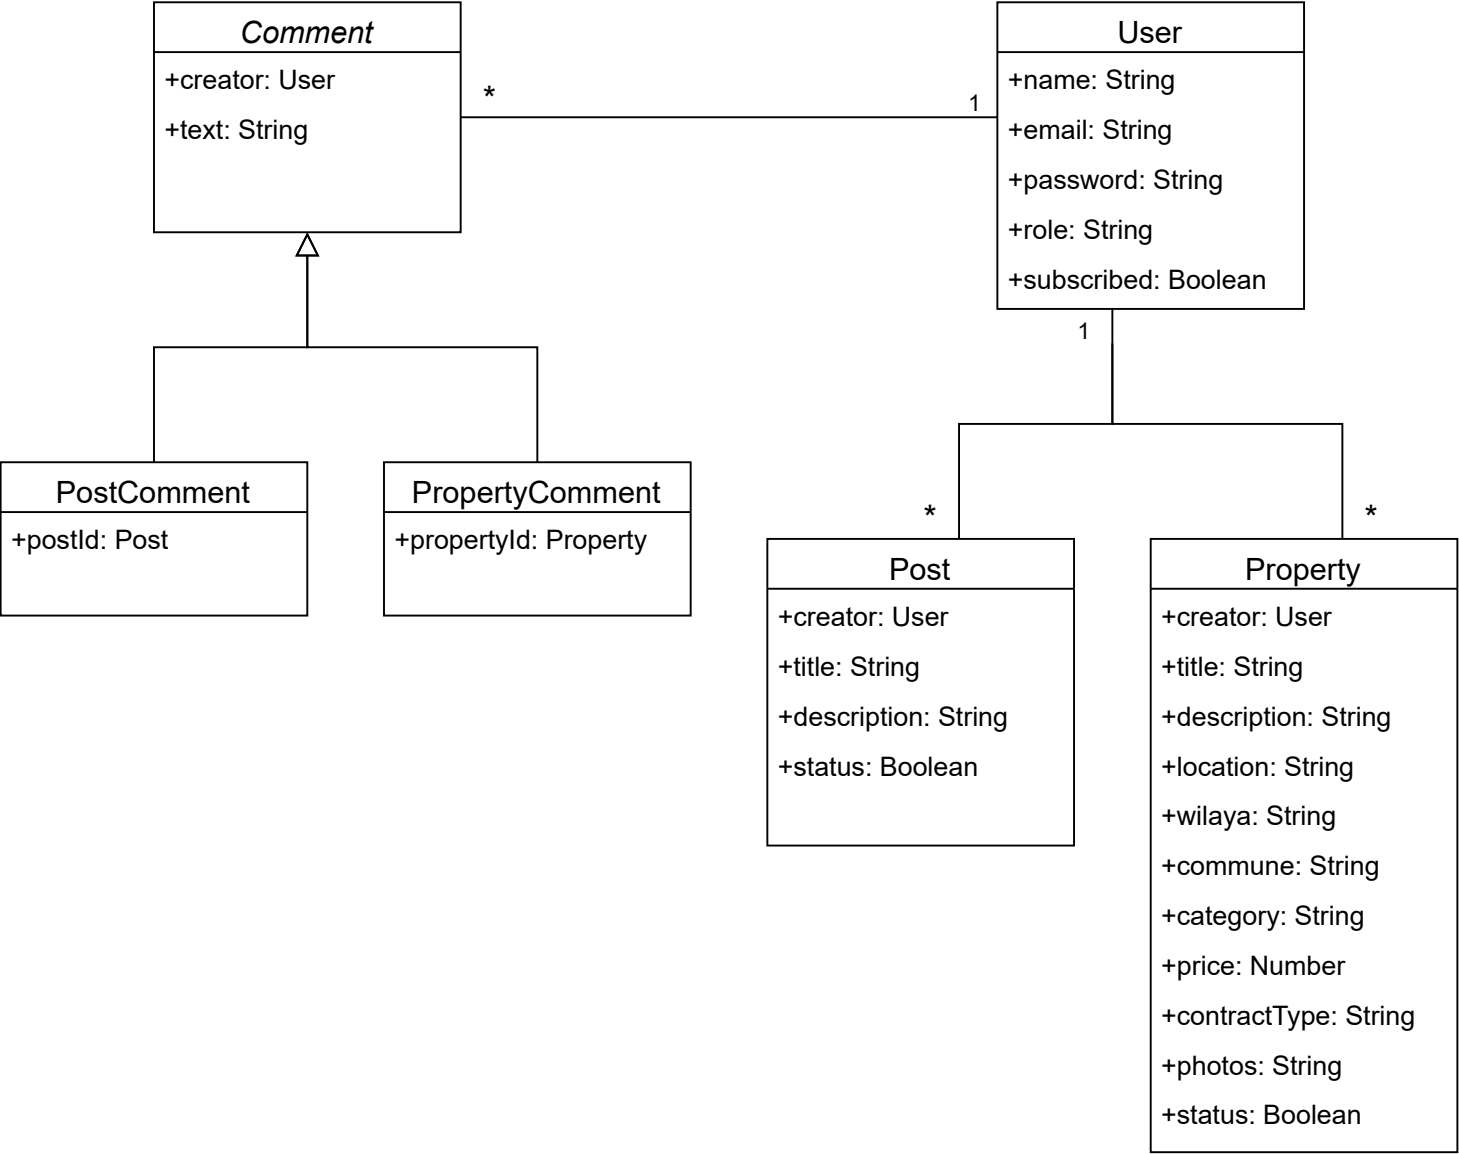 Comment
+creator: User
+text: String
*
1
User
+name: String
+email: String
+password: String
+role: String
+subscribed: Boolean
1
PostComment
+postId: Post
PropertyComment
+propertyId: Property
*
*
Post
+creator: User
+title: String
+description: String
+status: Boolean
Property
+creator: User
+title: String
+description: String
+location: String
+wilaya: String
+commune: String
+category: String
+price: Number
+contractType: String
+photos: String
+status: Boolean